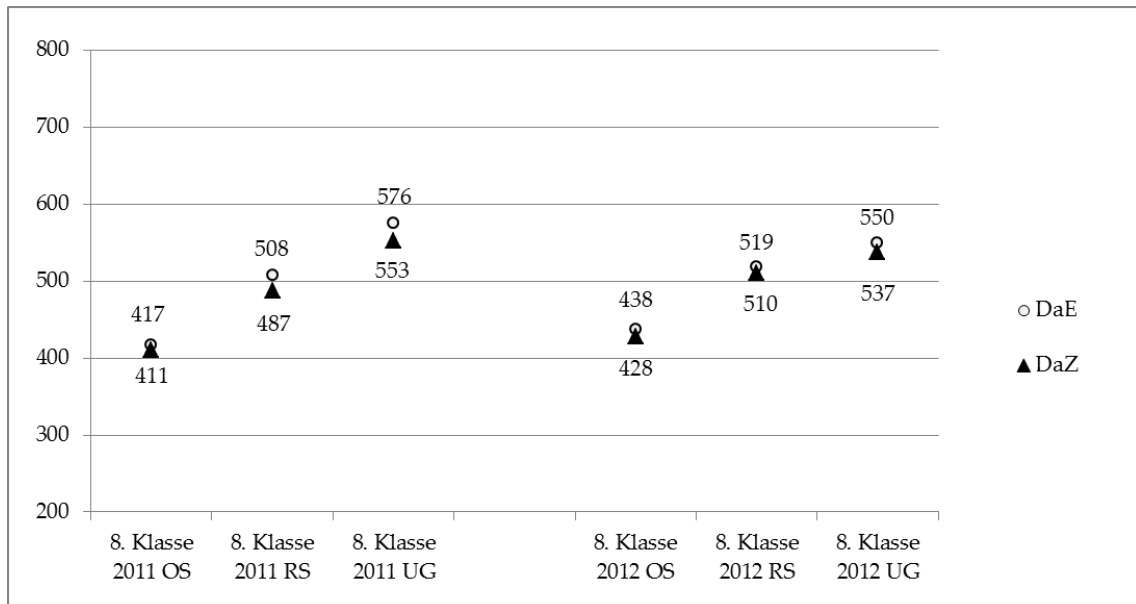 800
700
600
500
400
300
200
417
411
508
487
576
553
438
428
519
510
550
537
8. Klasse
2011 OS
8. Klasse
2011 RS
8. Klasse
2011 UG
8. Klasse
2012 OS
8. Klasse
2012 RS
8. Klasse
2012 UG
DaE
DaZ